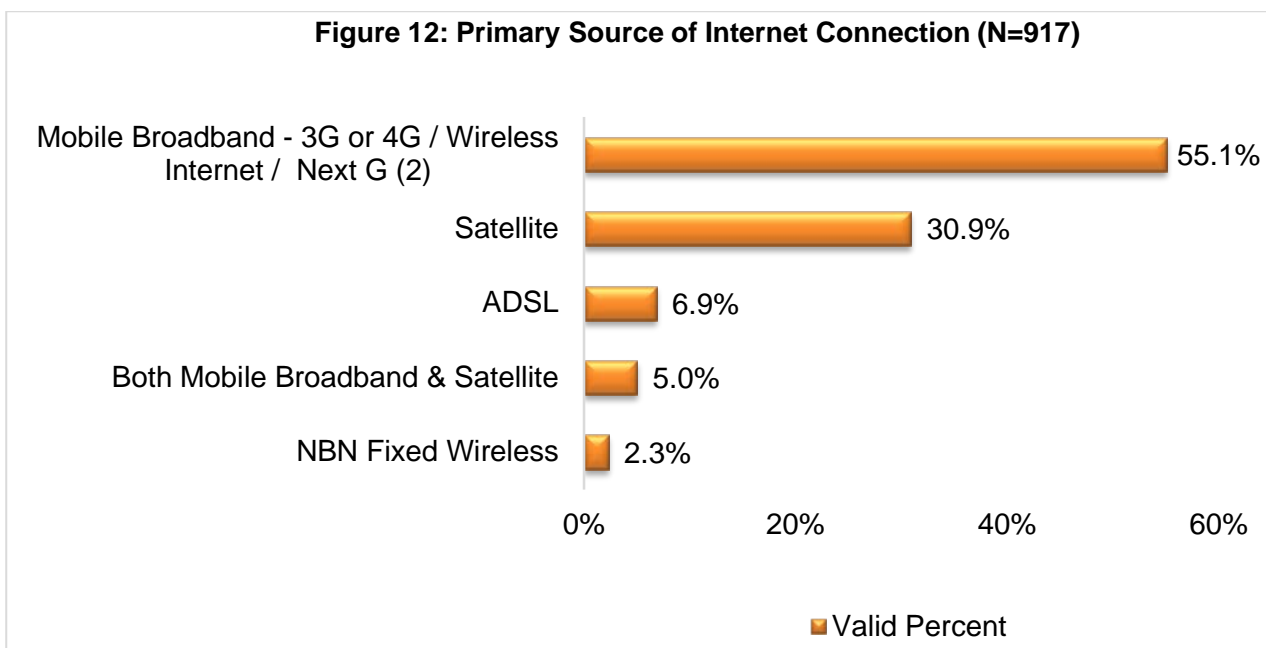 Figure 12: Primary Source of Internet Connection (N=917)
Mobile Broadband - 3G or 4G / Wireless
Internet /  Next G (2)
55.1%
Satellite
30.9%
ADSL
6.9%
Both Mobile Broadband & Satellite
5.0%
NBN Fixed Wireless
2.3%
0%
20%
40%
60%
Valid Percent